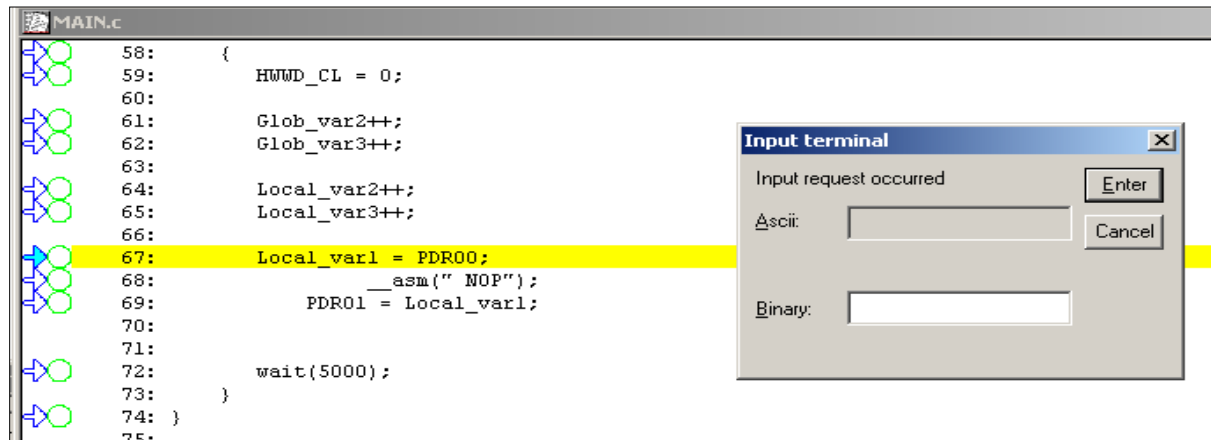 MAIN.c
58: {
59: HWWD_CL = 0;
60:
61: Glob_var2++;
62: Glob_var3++;
63:
64: Local_var2++;
65: Local_var3++;
66:
67: Local_var1 = PDR00;
68: __asm(" NOP");
69: PDR01 = Local_var1;
70:
71:
72: wait(5000);
73: }
74: }
75:
Input terminal
Input request occurred
Enter
Ascii:
Cancel
Binary: